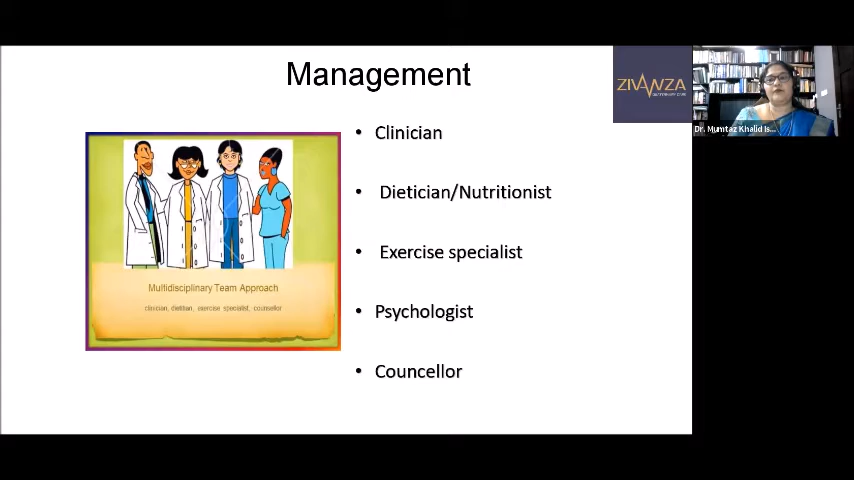 Management
ZIVANZA
Dr. Mumtaz Khalid Is...
• Clinician
• Dietician/Nutritionist
• Exercise specialist
• Psychologist
• Councellor
Multidisciplinary Team Approach
clinician, dietitian, exercise specialist, counsellor